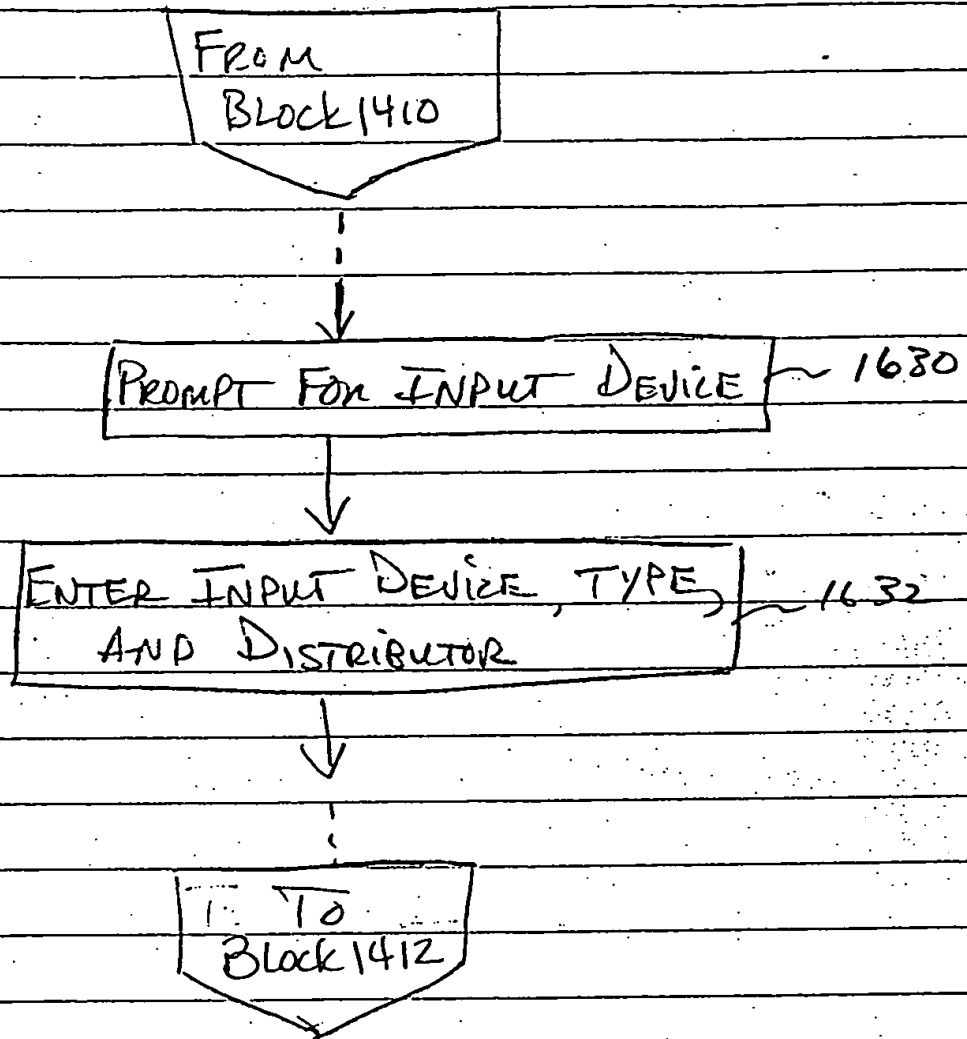 FROM
BLOCK 1410
PROMPT FOR INPUT DEVICE 1630
ENTER INPUT DEVICE, TYPE, 1632
AND DISTRIBUTOR
TO
BLOCK 1412